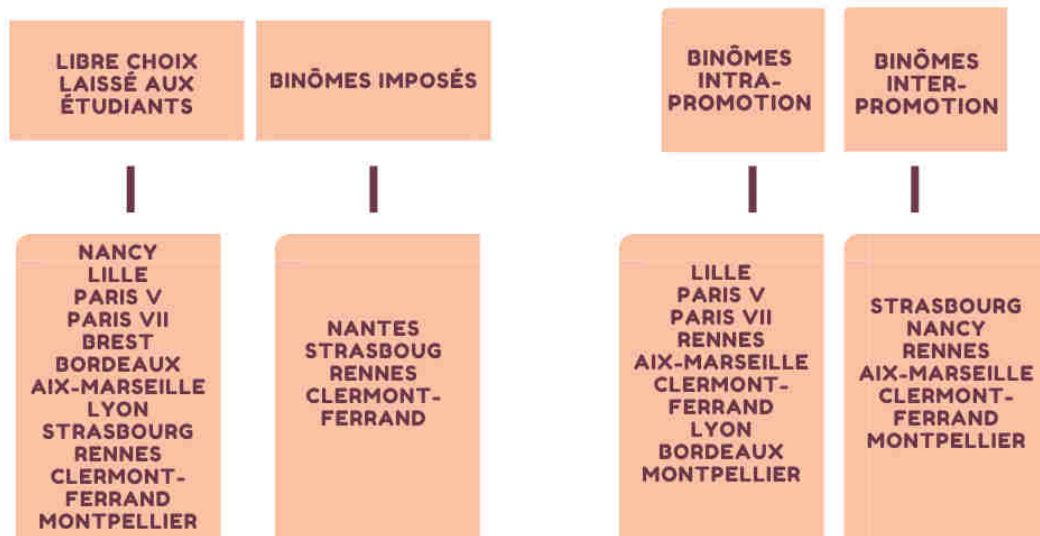 LIBRE CHOIX
LAISSÉ AUX
ÉTUDIANTS
BINÔMES IMPOSÉS
BINÔMES
INTRA-
PROMOTION
BINÔMES
INTER-
PROMOTION
NANCY
LILLE
PARIS V
PARIS VII
BREST
BORDEAUX
AIX-MARSEILLE
LYON
STRASBOURG
RENNES
CLERMONT-
FERRAND
MONTPELLIER
NANTES
STRASBOUG
RENNES
CLERMONT-
FERRAND
LILLE
PARIS V
PARIS VII
RENNES
AIX-MARSEILLE
CLERMONT-
FERRAND
LYON
BORDEAUX
MONTPELLIER
STRASBOURG
NANCY
RENNES
AIX-MARSEILLE
CLERMONT-
FERRAND
MONTPELLIER